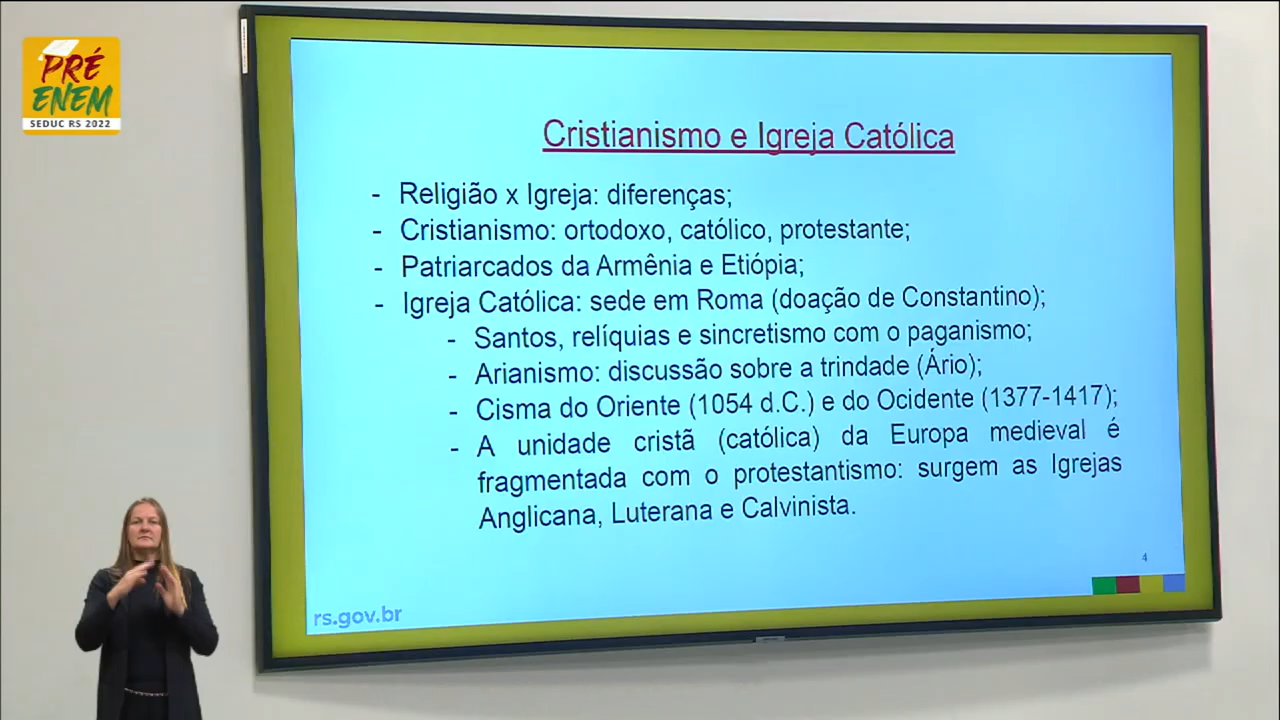 PRÉ
ENEM
SEDUC RS 2022
Cristianismo e Igreja Católica
- Religião x Igreja: diferenças;
- Cristianismo: ortodoxo, católico, protestante;
- Patriarcados da Armênia e Etiópia;
- Igreja Católica: sede em Roma (doação de Constantino);
- Santos, relíquias e sincretismo com o paganismo;
- Arianismo: discussão sobre a trindade (Ário);
- Cisma do Oriente (1054 d.C.) e do Ocidente (1377-1417);
- A unidade cristã (católica) da Europa medieval é
fragmentada com o protestantismo: surgem as Igrejas
Anglicana, Luterana e Calvinista.
4
rs.gov.br